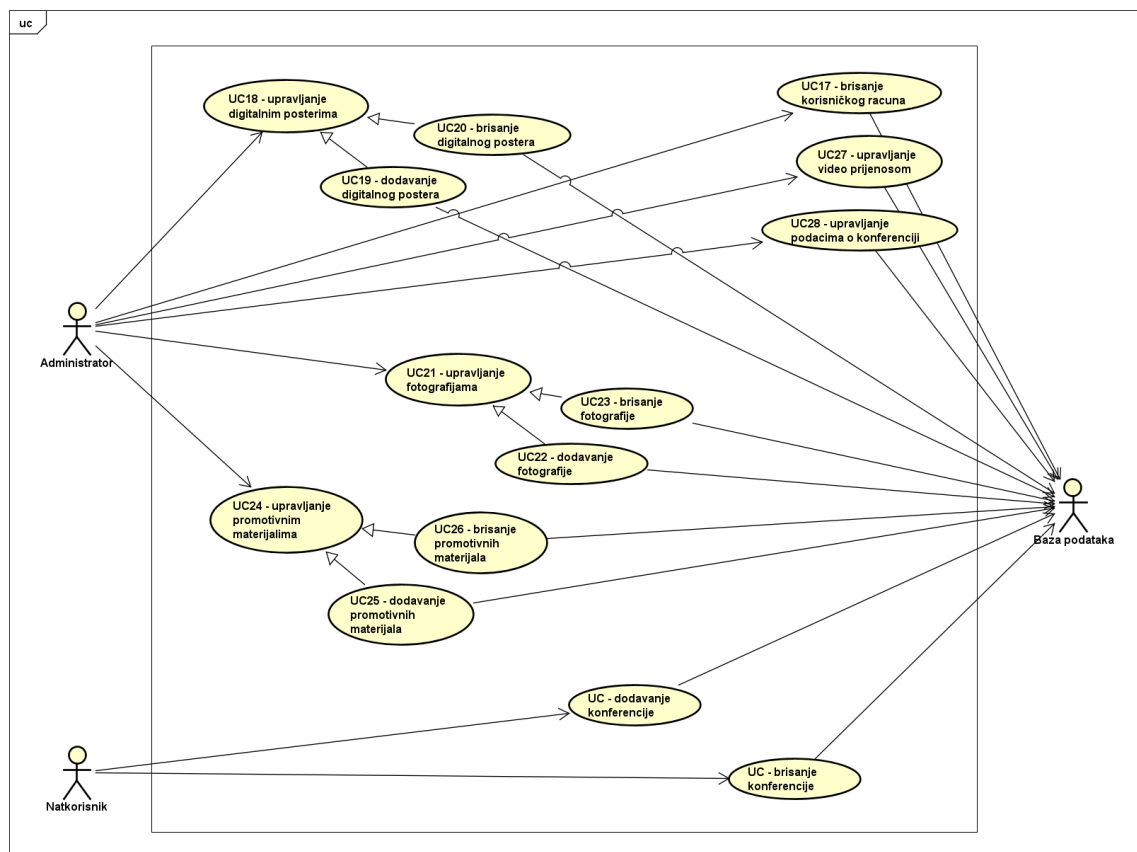 uc
UC18 - upravljanje
digitalnim posterima
UC17 - brisanje
korisničkog racuna
UC20 - brisanje
digitalnog postera
UC27 - upravljanje
video prijenosom
UC19 - dodavanje
digitalnog postera
UC28 - upravljanje
podacima o konferenciji
Administrator
UC21 - upravljanje
fotografijama
UC23 - brisanje
fotografije
UC22 - dodavanje
fotografije
UC24 - upravljanje
promotivnim
materijalima
UC26 - brisanje
promotivnih
materijala
Baza podataka
UC25 - dodavanje
promotivnih
materijala
UC - dodavanje
konferencije
UC - brisanje
konferencije
Natkorisnik